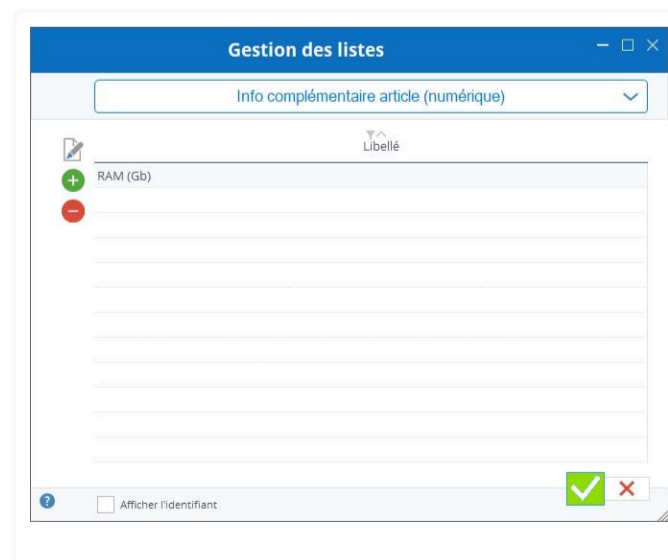 Gestion des listes
Info complémentaire article (numérique)
Libellé
RAM (Gb)
Afficher l'identifiant